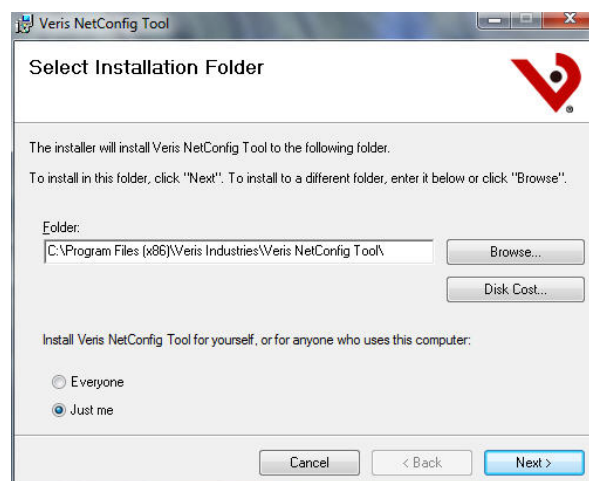 Veris NetConfig Tool
Select Installation Folder
The installer will install Veris NetConfig Tool to the following folder.
To install in this folder, click "Next". To install to a different folder, enter it below or click "Browse".
Folder:
C:\Program Files (x86)\Veris Industries\Veris NetConfig Tool\
Browse...
Disk Cost...
Install Veris NetConfig Tool for yourself, or for anyone who uses this computer:
Everyone
Just me
Cancel
< Back
Next >